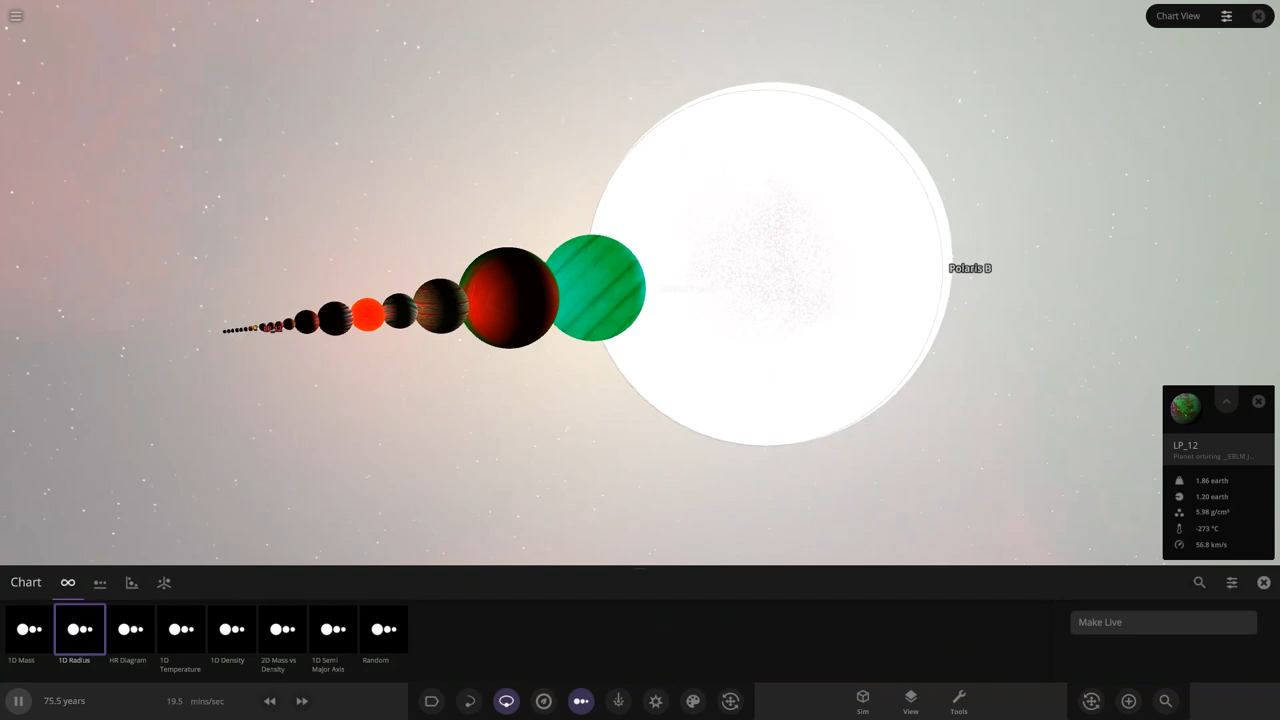 Chart View
Polaris B
LP_12
Planet orbiting __EBLM J...
1.86 earth
1.20 earth
5.98 g/cm³
-273 °C
56.8 km/s
Chart
1D Mass
1D Radius
HR Diagram
1D
Temperature
1D Density
2D Mass vs
Density
1D Semi
Major Axis
Random
Make Live
75.5 years
19.5 mins/sec
Sim
View
Tools